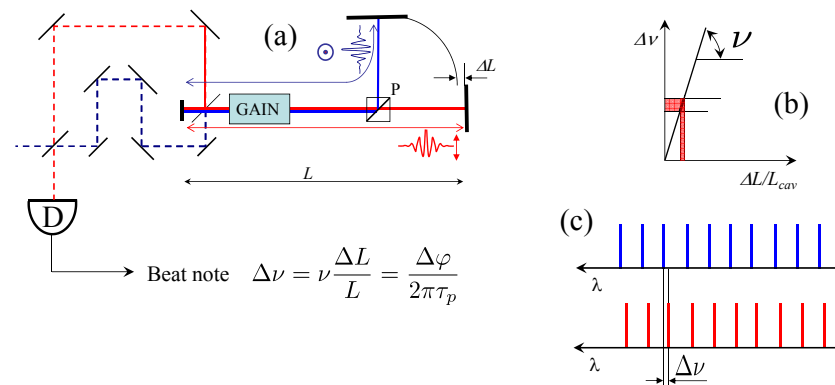 (a)
ΔL
P
GAIN
L
D
Beat note Δν = ν ΔL/L = Δφ/2πτ_p
Δν
ν
(b)
ΔL/L_cav
(c)
λ
λ
Δν